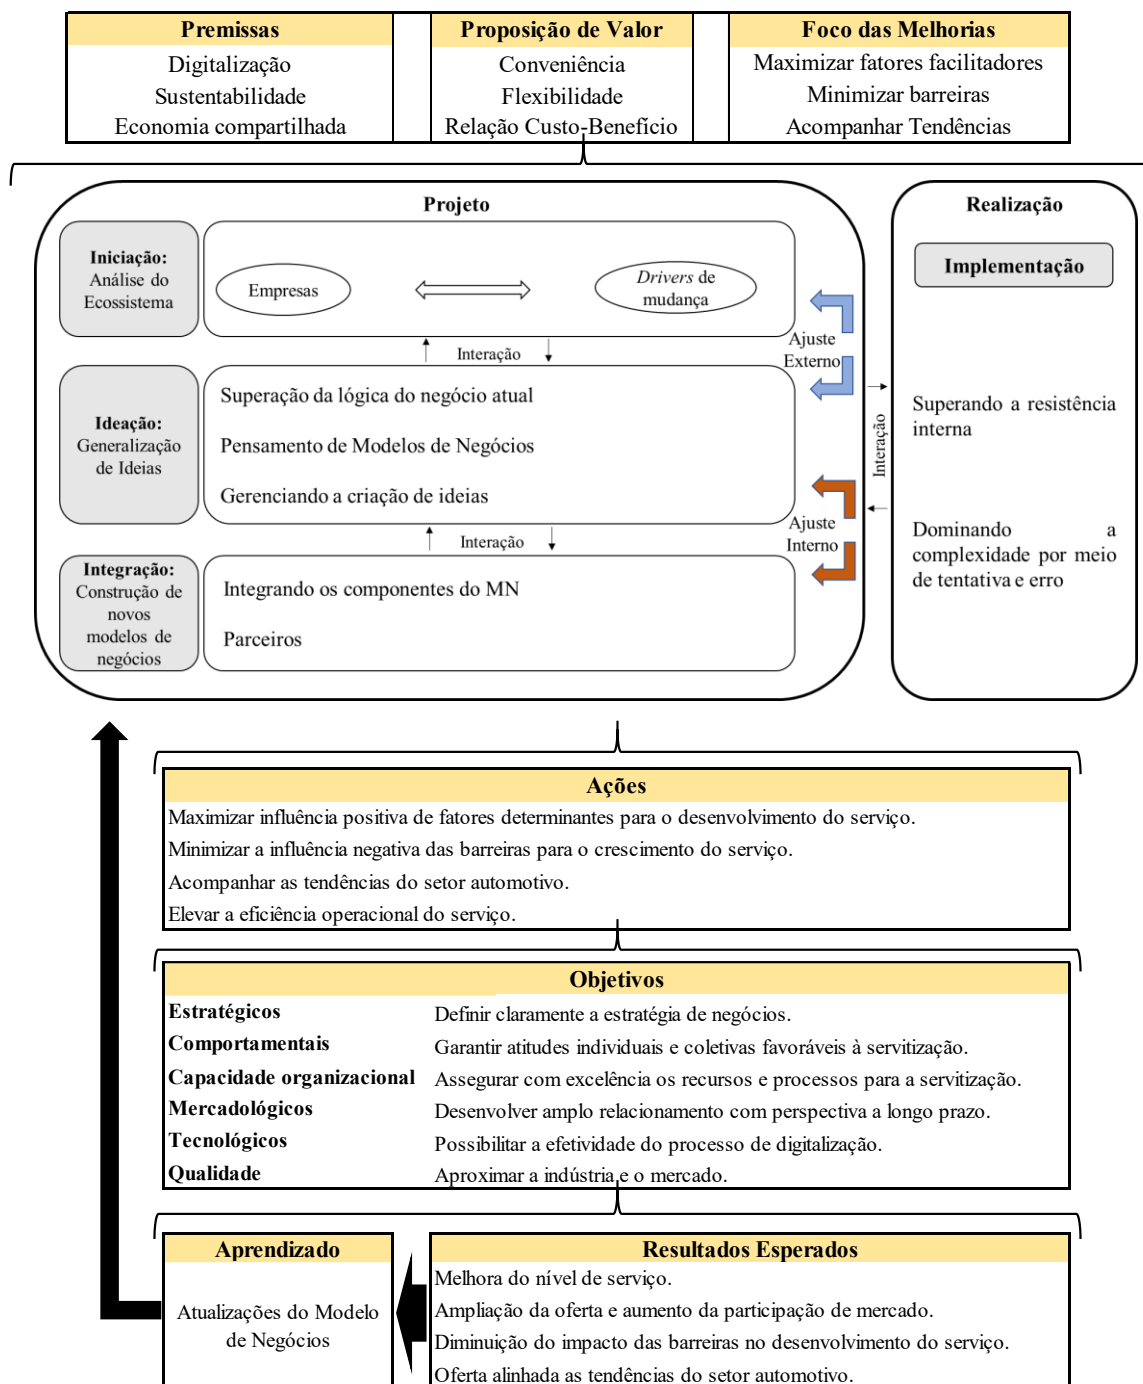 Premissas
Digitalização
Sustentabilidade
Economia compartilhada
Proposição de Valor
Conveniência
Flexibilidade
Relação Custo-Benefício
Foco das Melhorias
Maximizar fatores facilitadores
Minimizar barreiras
Acompanhar Tendências
Projeto
Iniciação:
Análise do
Ecossistema
Empresas
Drivers de
mudança
Interação
Ajuste
Externo
Ideação:
Generalização
de Ideias
Superação da lógica do negócio atual
Pensamento de Modelos de Negócios
Gerenciando a criação de ideias
Interação
Ajuste
Interno
Integração:
Construção de
novos
modelos de
negócios
Integrando os componentes do MN
Parceiros
Interação
Realização
Implementação
Superando a resistência
interna
Dominando a
complexidade por meio
de tentativa e erro
Ações
Maximizar influência positiva de fatores determinantes para o desenvolvimento do serviço.
Minimizar a influência negativa das barreiras para o crescimento do serviço.
Acompanhar as tendências do setor automotivo.
Elevar a eficiência operacional do serviço.
Objetivos
Estratégicos Definir claramente a estratégia de negócios.
Comportamentais Garantir atitudes individuais e coletivas favoráveis à servitização.
Capacidade organizacional Assegurar com excelência os recursos e processos para a servitização.
Mercadológicos Desenvolver amplo relacionamento com perspectiva a longo prazo.
Tecnológicos Possibilitar a efetividade do processo de digitalização.
Qualidade Aproximar a indústria e o mercado.
Aprendizado
Atualizações do Modelo
de Negócios
Resultados Esperados
Melhora do nível de serviço.
Ampliação da oferta e aumento da participação de mercado.
Diminuição do impacto das barreiras no desenvolvimento do serviço.
Oferta alinhada as tendências do setor automotivo.